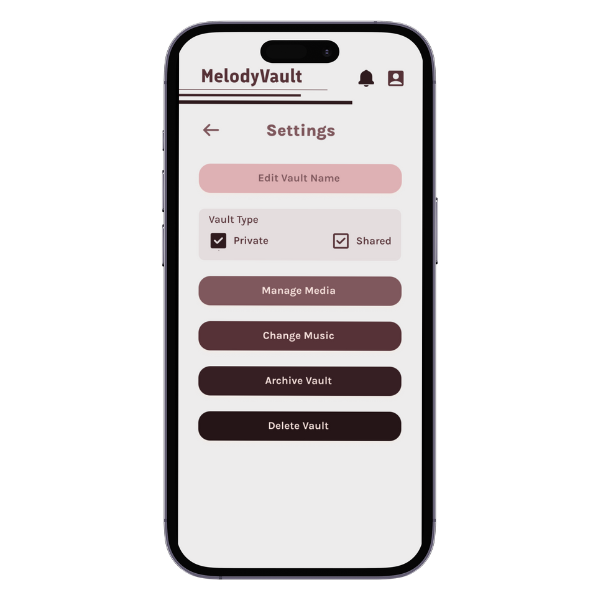 MelodyVault
Settings
Edit Vault Name
Vault Type
Private Shared
Manage Media
Change Music
Archive Vault
Delete Vault